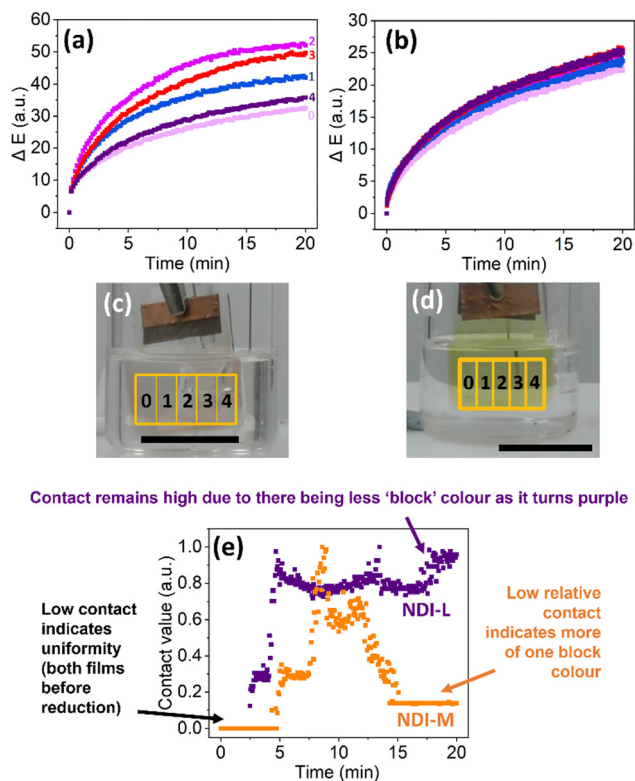 (a)
60
50
40
30
20
10
0
Δ E (a.u.)
2
3
1
4
0
0 5 10 15 20
Time (min)
(b)
30
25
20
15
10
5
0
Δ E (a.u.)
0 5 10 15 20
Time (min)
(c)
0 1 2 3 4
(d)
0 1 2 3 4
Contact remains high due to there being less 'block' colour as it turns purple
(e)
1.0
0.8
0.6
0.4
0.2
0.0
Contact value (a.u.)
NDI-L
NDI-M
0 5 10 15 20
Time (min)
Low contact
indicates
uniformity
(both films
before
reduction)
Low relative
contact
indicates more
of one block
colour